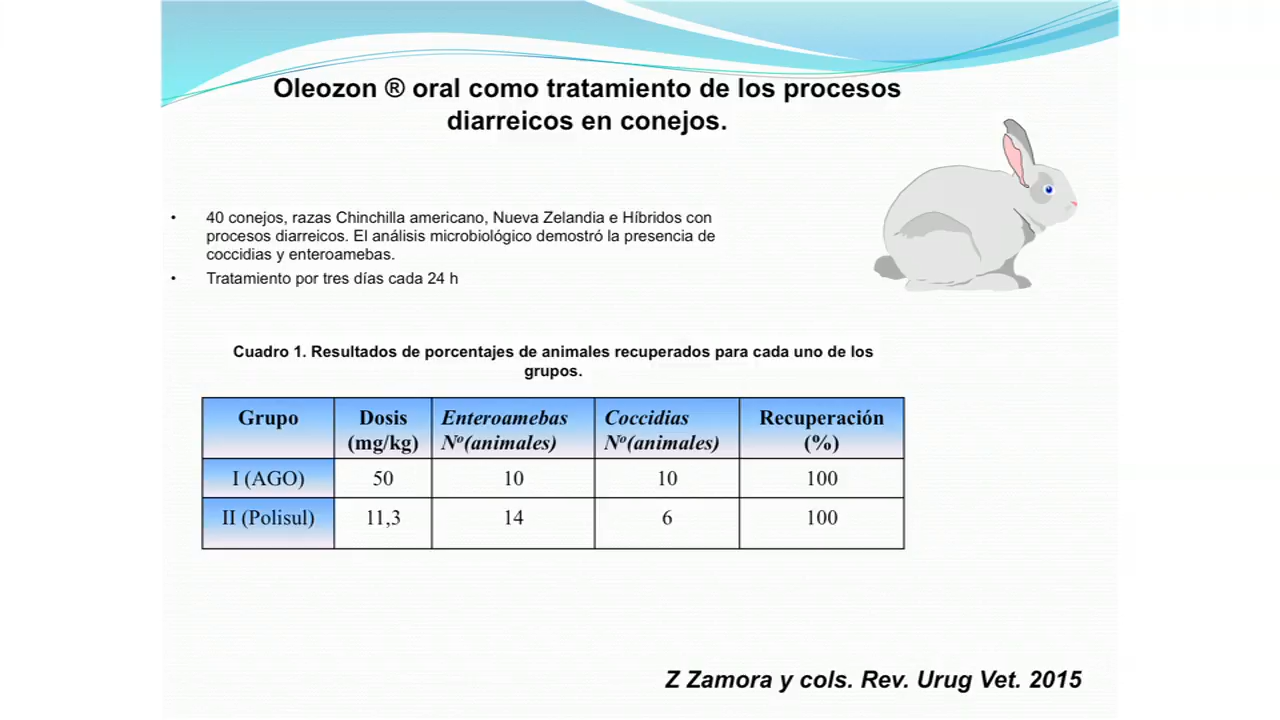 Oleozon ® oral como tratamiento de los procesos
diarreicos en conejos.
• 40 conejos, razas Chinchilla americano, Nueva Zelandia e Híbridos con
procesos diarreicos. El análisis microbiológico demostró la presencia de
coccidias y enteroamebas.
• Tratamiento por tres días cada 24 h
Cuadro 1. Resultados de porcentajes de animales recuperados para cada uno de los
grupos.
Grupo Dosis Enteroamebas Coccidias Recuperación
(mg/kg) Nº(animales) Nº(animales) (%)
I (AGO) 50 10 10 100
II (Polisul) 11,3 14 6 100
Z Zamora y cols. Rev. Urug Vet. 2015